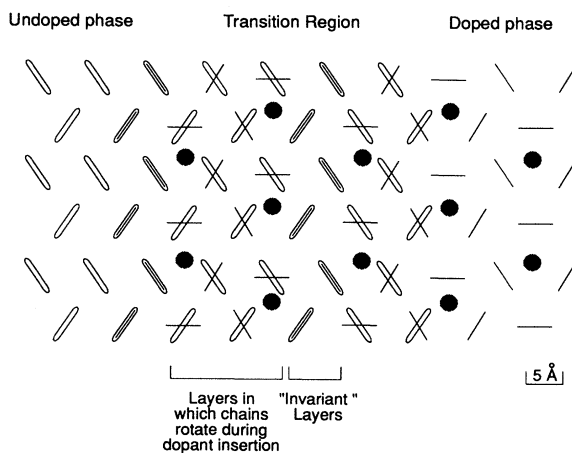 Undoped phase
Transition Region
Doped phase
5 Å
Layers in
which chains
rotate during
dopant insertion
"Invariant "
Layers